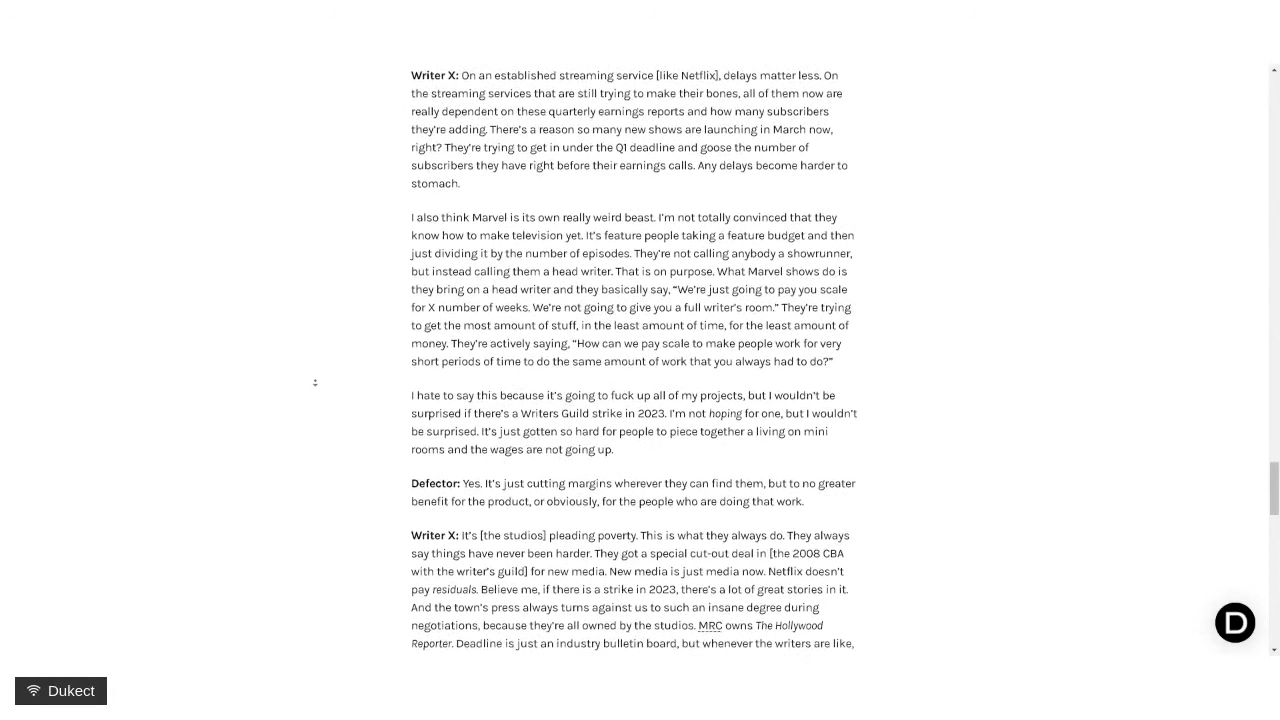 Writer X: On an established streaming service [like Netflix], delays matter less. On
the streaming services that are still trying to make their bones, all of them now are
really dependent on these quarterly earnings reports and how many subscribers
they're adding. There's a reason so many new shows are launching in March now,
right? They're trying to get in under the Q1 deadline and goose the number of
subscribers they have right before their earnings calls. Any delays become harder to
stomach.
I also think Marvel is its own really weird beast. I'm not totally convinced that they
know how to make television yet. It's feature people taking a feature budget and then
just dividing it by the number of episodes. They're not calling anybody a showrunner,
but instead calling them a head writer. That is on purpose. What Marvel shows do is
they bring on a head writer and they basically say, “We're just going to pay you scale
for X number of weeks. We're not going to give you a full writer's room.” They're trying
to get the most amount of stuff, in the least amount of time, for the least amount of
money. They're actively saying, “How can we pay scale to make people work for very
short periods of time to do the same amount of work that you always had to do?”
I hate to say this because it's going to fuck up all of my projects, but I wouldn't be
surprised if there's a Writers Guild strike in 2023. I'm not hoping for one, but I wouldn't
be surprised. It's just gotten so hard for people to piece together a living on mini
rooms and the wages are not going up.
Defector: Yes. It's just cutting margins wherever they can find them, but to no greater
benefit for the product, or obviously, for the people who are doing that work.
Writer X: It's [the studios] pleading poverty. This is what they always do. They always
say things have never been harder. They got a special cut-out deal in [the 2008 CBA
with the writer's guild] for new media. New media is just media now. Netflix doesn't
pay residuals. Believe me, if there is a strike in 2023, there's a lot of great stories in it.
And the town's press always turns against us to such an insane degree during
negotiations, because they're all owned by the studios. MRC owns The Hollywood
Reporter. Deadline is just an industry bulletin board, but whenever the writers are like,
D
Dukect